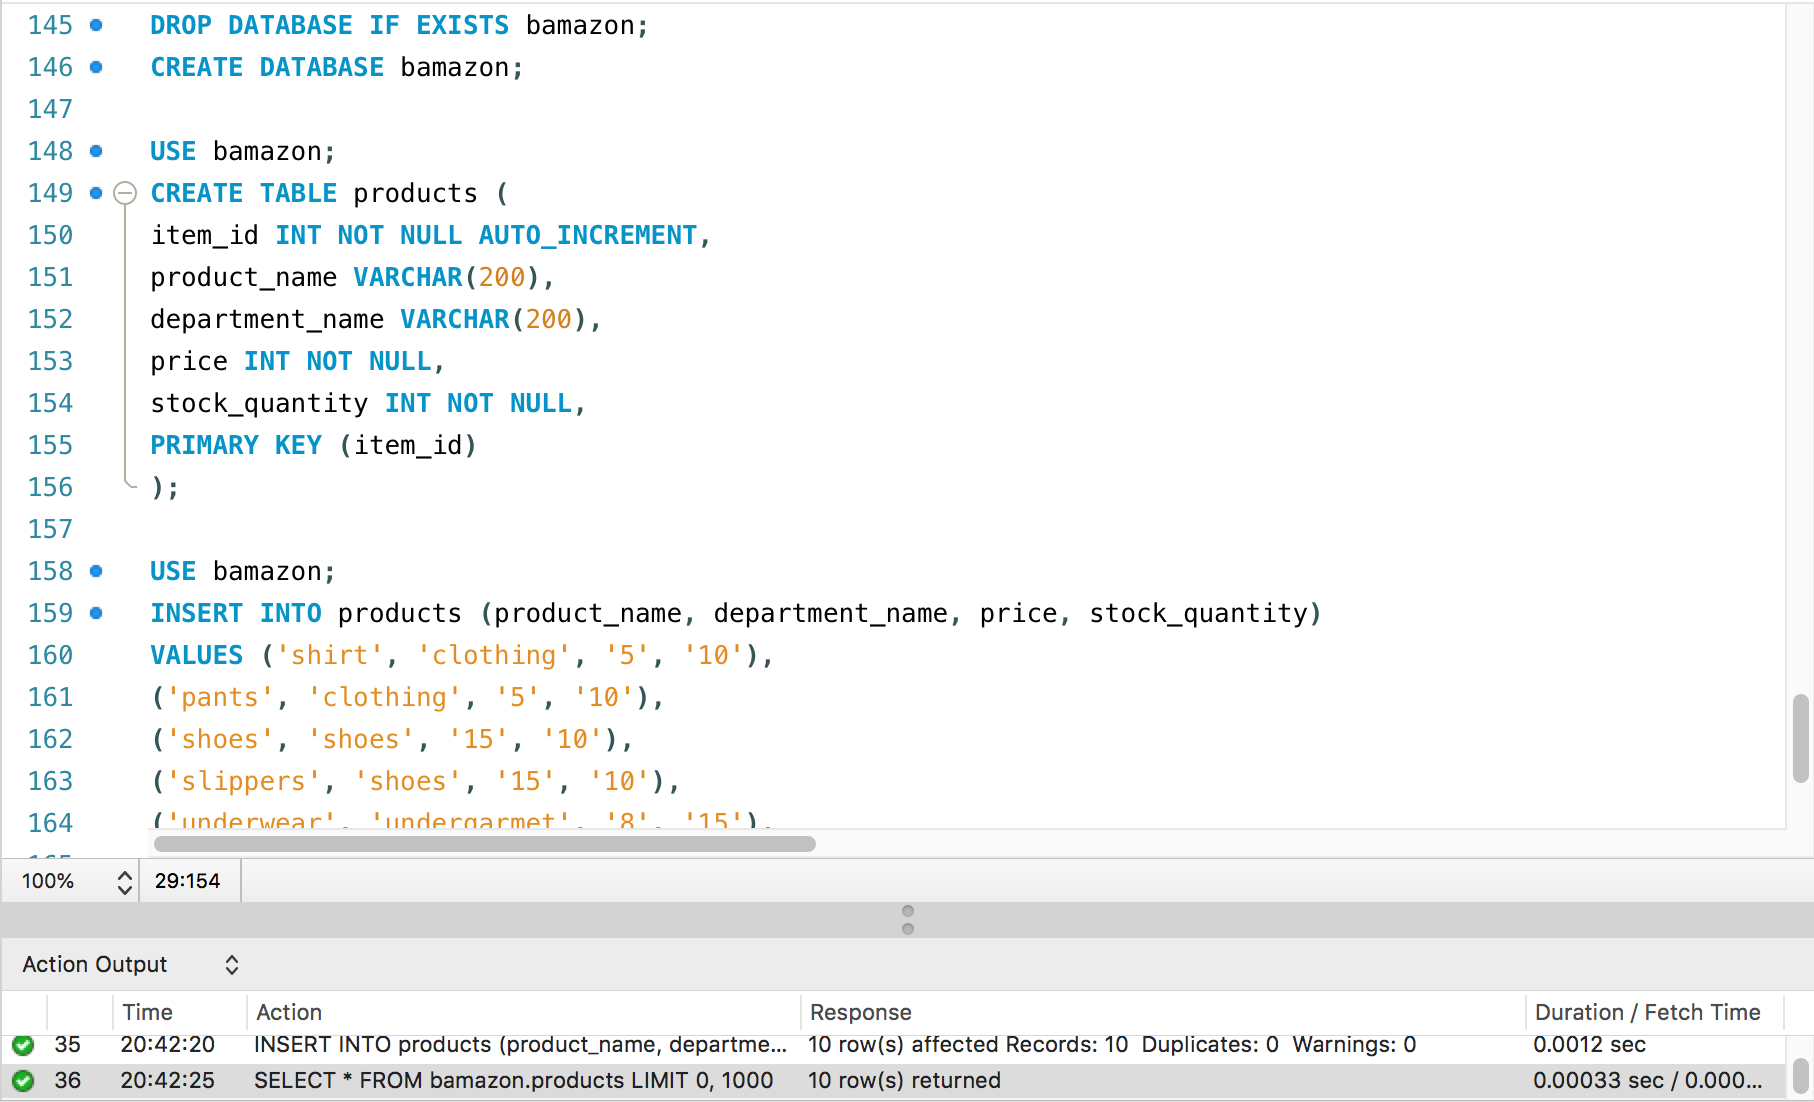 145 DROP DATABASE IF EXISTS bamazon;
146 CREATE DATABASE bamazon;
147
148 USE bamazon;
149 CREATE TABLE products (
150 item_id INT NOT NULL AUTO_INCREMENT,
151 product_name VARCHAR(200),
152 department_name VARCHAR(200),
153 price INT NOT NULL,
154 stock_quantity INT NOT NULL,
155 PRIMARY KEY (item_id)
156 );
157
158 USE bamazon;
159 INSERT INTO products (product_name, department_name, price, stock_quantity)
160 VALUES ('shirt', 'clothing', '5', '10'),
161 ('pants', 'clothing', '5', '10'),
162 ('shoes', 'shoes', '15', '10'),
163 ('slippers', 'shoes', '15', '10'),
164 ('underwear', 'undergarmet', '8', '15'),
100% 29:154
Action Output
Time Action Response Duration / Fetch Time
35 20:42:20 INSERT INTO products (product_name, departme... 10 row(s) affected Records: 10 Duplicates: 0 Warnings: 0 0.0012 sec
36 20:42:25 SELECT * FROM bamazon.products LIMIT 0, 1000 10 row(s) returned 0.00033 sec / 0.000...